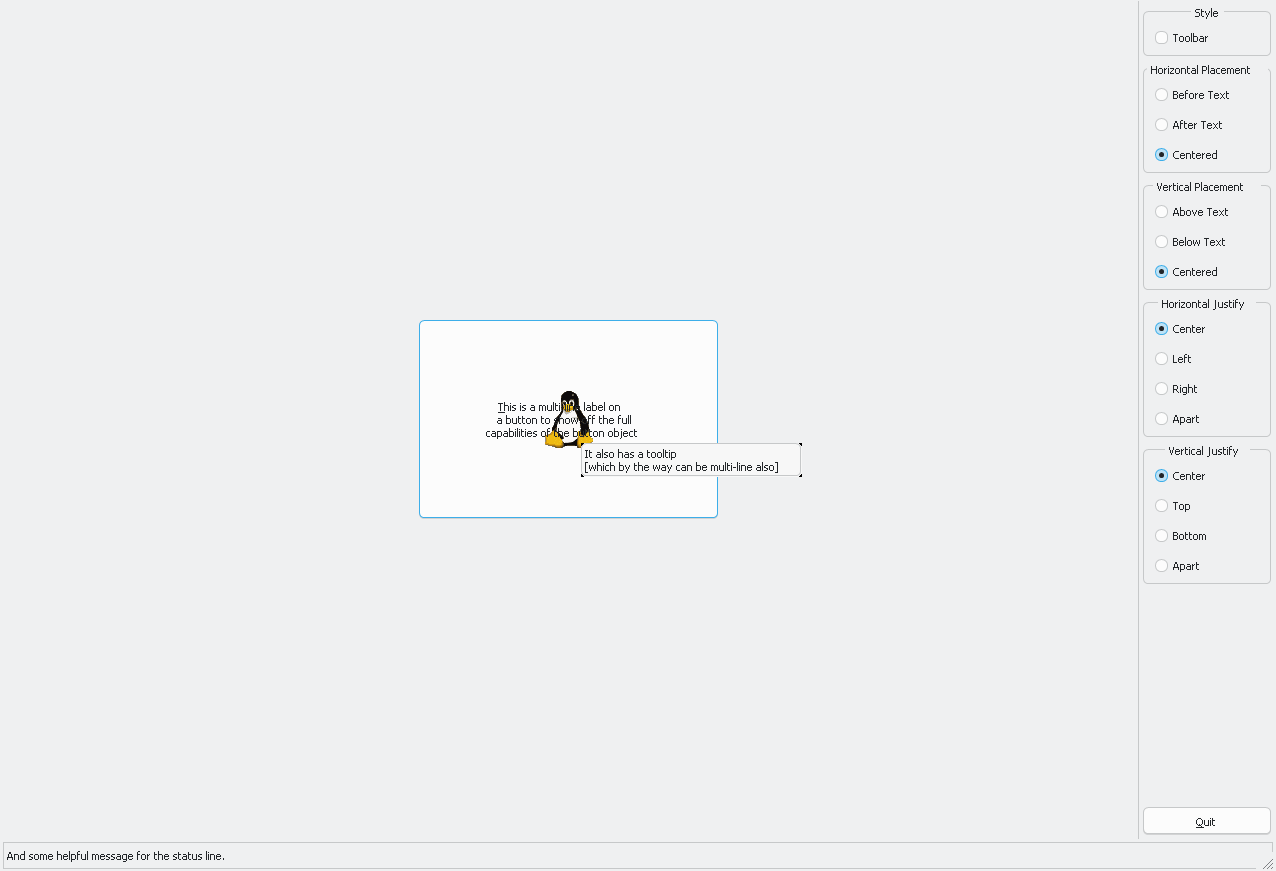 Style
Toolbar
Horizontal Placement
Before Text
After Text
Centered
Vertical Placement
Above Text
Below Text
Centered
Horizontal Justify
Center
Left
Right
Apart
Vertical Justify
Center
Top
Bottom
Apart
This is a multi-line label on
a button to show off the full
capabilities of the button object
It also has a tooltip
[which by the way can be multi-line also]
Quit
And some helpful message for the status line.